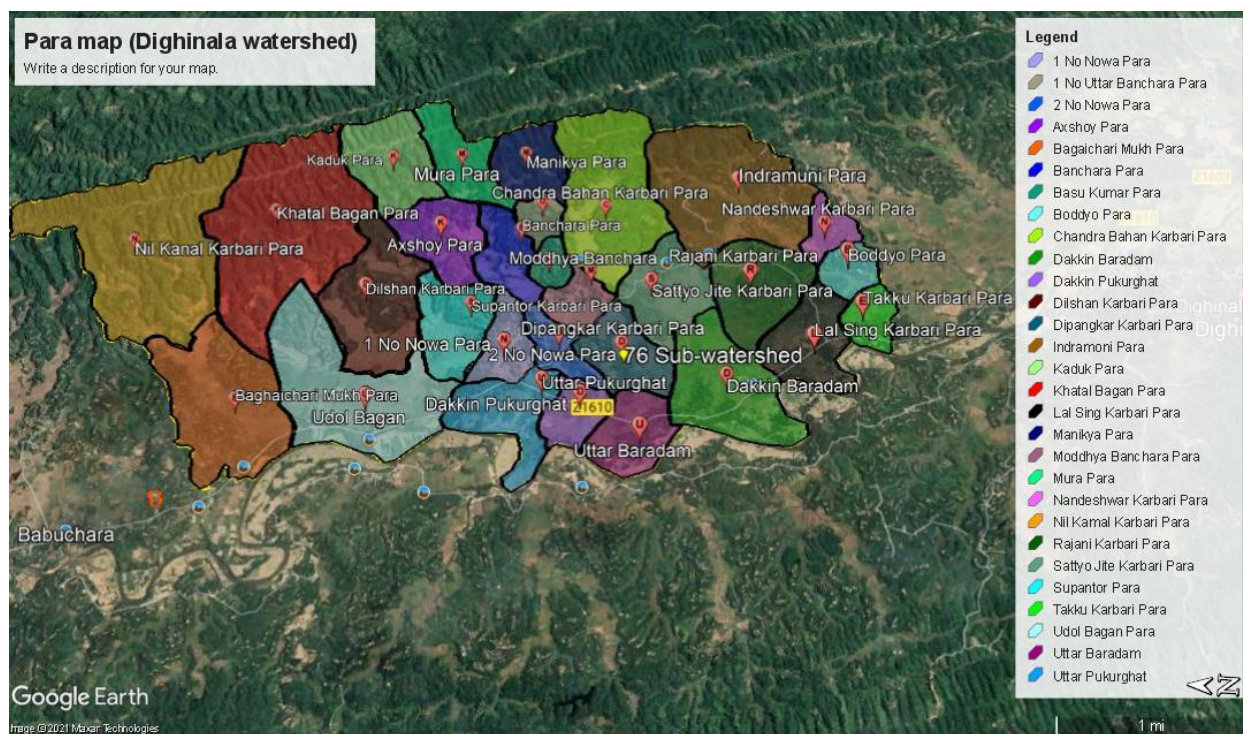 Para map (Dighinala watershed)
Write a description for your map.
Kaduk Para
Mura Para
Manikya Para
Chandra Bahan Karbari Para
Indramuni Para
Nandeshwar Karbari Para
Khatal Bagan Para
Axshoy Para
Banchara Para
Nil Kanal Karbari Para
Moddhya Banchara
Rajani Karbari Para
Boddyo Para
Dilshan Karbari Para
Sattyo Jite Karbari Para
Takku Karbari Para
Supantor Karbari Para
Dipangkar Karbari Para
Lal Sing Karbari Para
1 No Nowa Para
2 No Nowa Para
76 Sub-watershed
Uttar Pukurghat
Dakkin Baradam
Baghaichari Mukh Para
Udol Bagan
Dakkin Pukurghat
Z1610
Uttar Baradam
Babuchara
Google Earth
Image © 2021 Maxar Technologies
Legend
1 No Nowa Para
1 No Uttar Banchara Para
2 No Nowa Para
Axshoy Para
Bagaichari Mukh Para
Banchara Para
Basu Kumar Para
Boddyo Para
Chandra Bahan Karbari Para
Dakkin Baradam
Dakkin Pukurghat
Dilshan Karbari Para
Dipangkar Karbari Para
Indramoni Para
Kaduk Para
Khatal Bagan Para
Lal Sing Karbari Para
Manikya Para
Moddhya Banchara Para
Mura Para
Nandeshwar Karbari Para
Nil Kamal Karbari Para
Rajani Karbari Para
Sattyo Jite Karbari Para
Supantor Para
Takku Karbari Para
Udol Bagan Para
Uttar Baradam
Uttar Pukurghat
N
1 mi